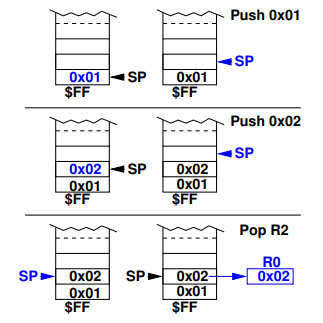 Push 0x01
SP
0x01 SP 0x01
$FF $FF
Push 0x02
SP
0x02 SP 0x02
0x01 0x01
$FF $FF
Pop R2
R0
SP 0x02 SP 0x02 0x02
0x01 0x01
$FF $FF